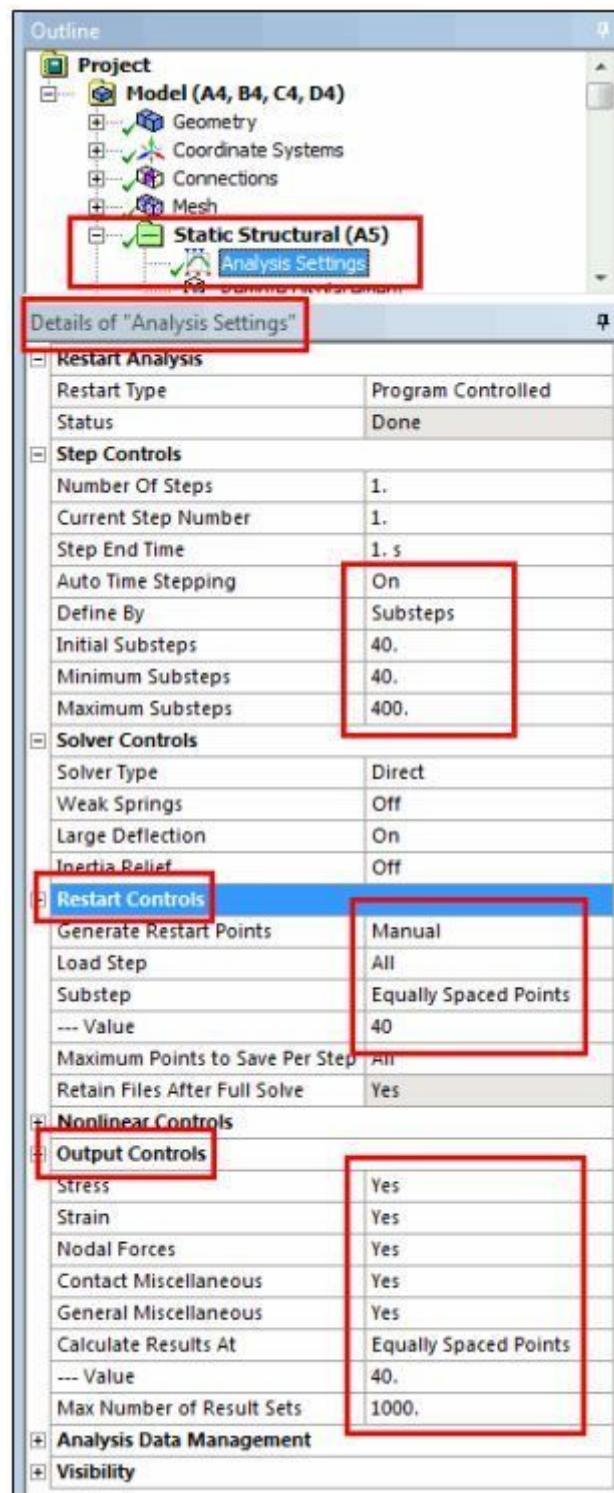 Outline
Project
Model (A4, B4, C4, D4)
Geometry
Coordinate Systems
Connections
Mesh
Static Structural (A5)
Analysis Settings
Details of "Analysis Settings"
Restart Analysis
Restart Type Program Controlled
Status Done
Step Controls
Number Of Steps 1.
Current Step Number 1.
Step End Time 1. s
Auto Time Stepping On
Define By Substeps
Initial Substeps 40.
Minimum Substeps 40.
Maximum Substeps 400.
Solver Controls
Solver Type Direct
Weak Springs Off
Large Deflection On
Inertia Relief Off
Restart Controls
Generate Restart Points Manual
Load Step All
Substep Equally Spaced Points
--- Value 40
Maximum Points to Save Per Step All
Retain Files After Full Solve Yes
Nonlinear Controls
Output Controls
Stress Yes
Strain Yes
Nodal Forces Yes
Contact Miscellaneous Yes
General Miscellaneous Yes
Calculate Results At Equally Spaced Points
--- Value 40.
Max Number of Result Sets 1000.
Analysis Data Management
Visibility